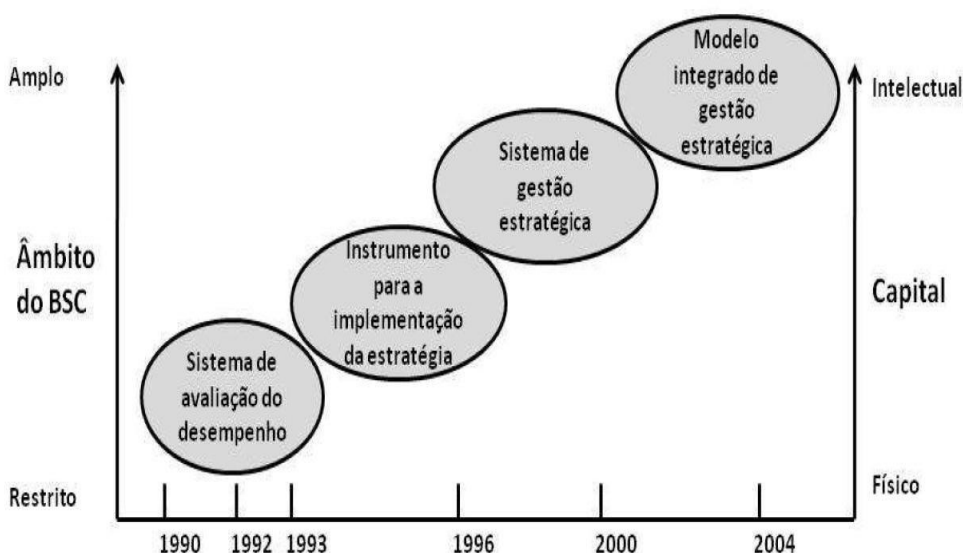 Amplo
Âmbito
do BSC
Restrito
Sistema de
avaliação do
desempenho
Instrumento
para a
implementação
da estratégia
Sistema de
gestão
estratégica
Modelo
integrado de
gestão
estratégica
Intelectual
Capital
Físico
1990 1992 1993 1996 2000 2004